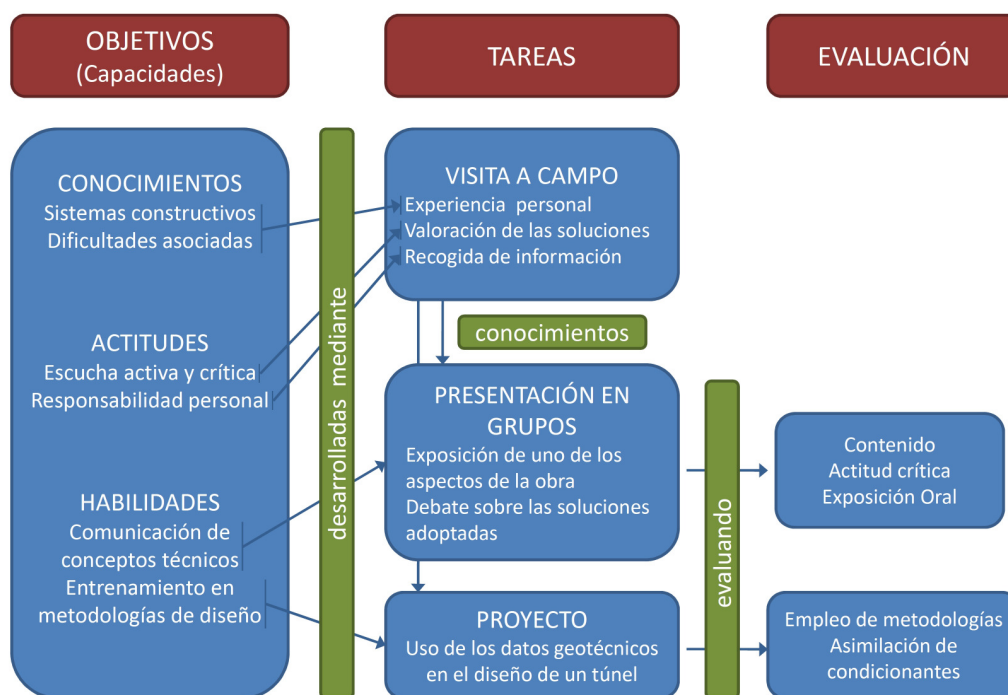 OBJETIVOS
(Capacidades)
TAREAS
EVALUACIÓN
CONOCIMIENTOS
Sistemas constructivos
Dificultades asociadas
ACTITUDES
Escucha activa y crítica
Responsabilidad personal
HABILIDADES
Comunicación de
conceptos técnicos
Entrenamiento en
metodologías de diseño
desarrolladas mediante
VISITA A CAMPO
Experiencia personal
Valoración de las soluciones
Recogida de información
conocimientos
PRESENTACIÓN EN
GRUPOS
Exposición de uno de los
aspectos de la obra
Debate sobre las soluciones
adoptadas
PROYECTO
Uso de los datos geotécnicos
en el diseño de un túnel
evaluando
Contenido
Actitud crítica
Exposición Oral
Empleo de metodologías
Asimilación de
condicionantes